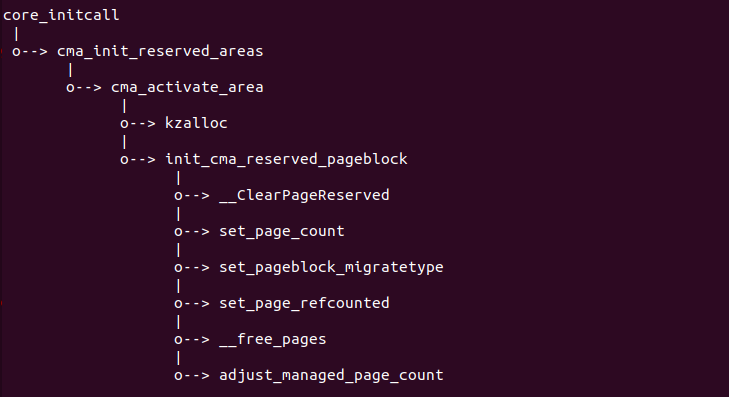 core_initcall
 |
 o--> cma_init_reserved_areas
       |
       o--> cma_activate_area
             |
             o--> kzalloc
             |
             o--> init_cma_reserved_pageblock
                   |
                   o--> __ClearPageReserved
                   |
                   o--> set_page_count
                   |
                   o--> set_pageblock_migratetype
                   |
                   o--> set_page_refcounted
                   |
                   o--> __free_pages
                   |
                   o--> adjust_managed_page_count